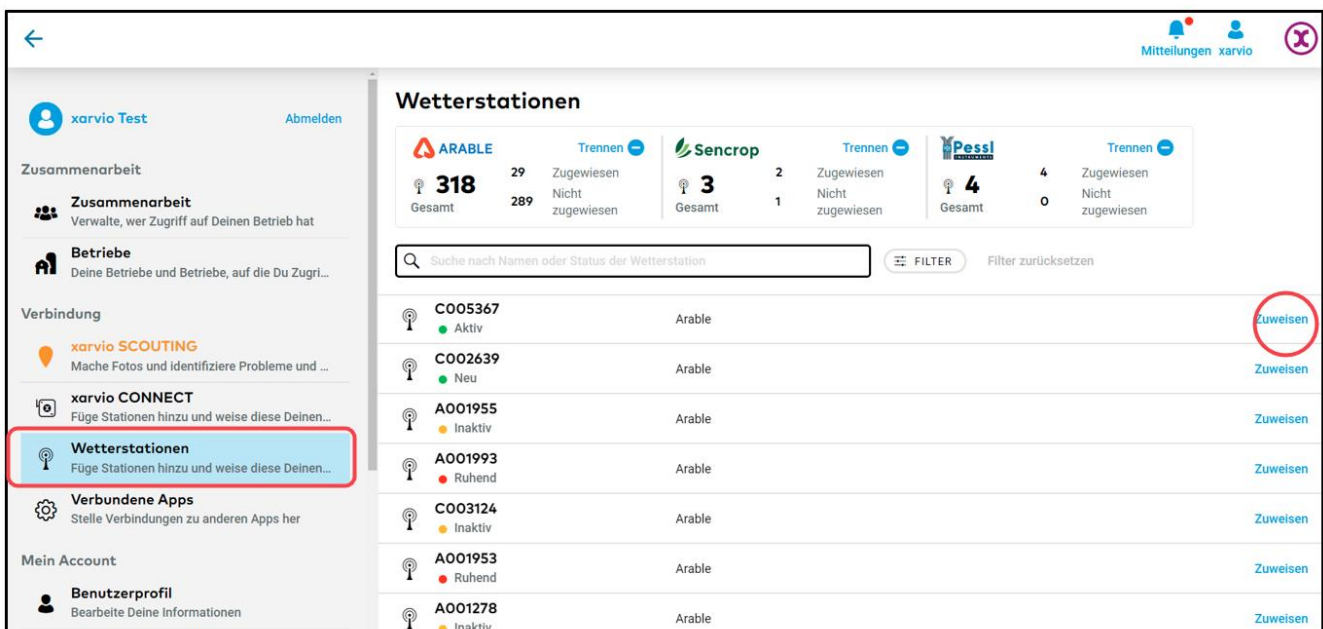 Mitteilungen xarvio
xarvio Test Abmelden
Zusammenarbeit
Zusammenarbeit
Verwalte, wer Zugriff auf Deinen Betrieb hat
Betriebe
Deine Betriebe und Betriebe, auf die Du Zugri...
Verbindung
xarvio SCOUTING
Mache Fotos und identifiziere Probleme und ...
xarvio CONNECT
Füge Stationen hinzu und weise diese Deinen...
Wetterstationen
Füge Stationen hinzu und weise diese Deinen...
Verbundene Apps
Stelle Verbindungen zu anderen Apps her
Mein Account
Benutzerprofil
Bearbeite Deine Informationen
Wetterstationen
ARABLE Trennen
318 Gesamt
29 Zugewiesen
289 Nicht zugewiesen
Sencrop Trennen
3 Gesamt
2 Zugewiesen
1 Nicht zugewiesen
Pessl INSTRUMENTS Trennen
4 Gesamt
4 Zugewiesen
0 Nicht zugewiesen
Suche nach Namen oder Status der Wetterstation FILTER Filter zurücksetzen
C005367 Arable Zuweisen
Aktiv
C002639 Arable Zuweisen
Neu
A001955 Arable Zuweisen
Inaktiv
A001993 Arable Zuweisen
Ruhend
C003124 Arable Zuweisen
Inaktiv
A001953 Arable Zuweisen
Ruhend
A001278 Arable Zuweisen
Inaktiv